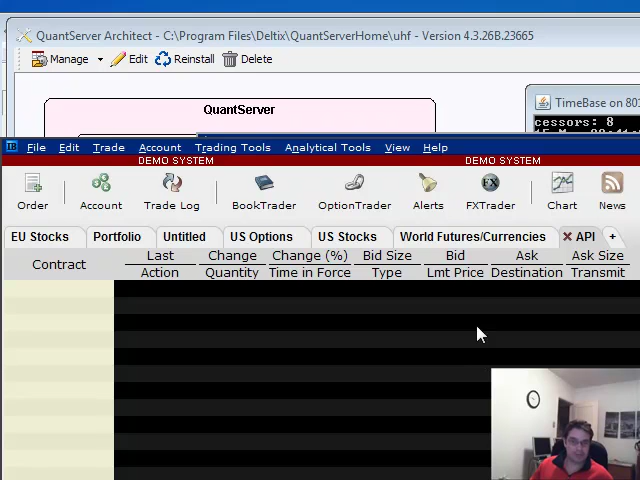 QuantServer Architect - C:\Program Files\Deltix\QuantServerHome\uhf - Version 4.3.26B.23665
Manage Edit Reinstall Delete
QuantServer
TimeBase on 80
cessors: 8
File Edit Trade Account Trading Tools Analytical Tools View Help
DEMO SYSTEM DEMO SYSTEM
Order Account Trade Log BookTrader OptionTrader Alerts FXTrader Chart News
FX
EU Stocks Portfolio Untitled US Options US Stocks World Futures/Currencies API +
Contract
Last Change Change (%) Bid Size Bid Ask Ask Size
Action Quantity Time in Force Type Lmt Price Destination Transmit